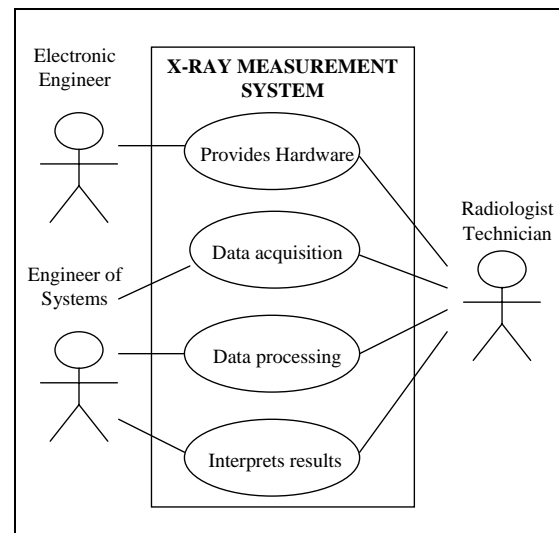 Electronic
Engineer
X-RAY MEASUREMENT
SYSTEM
Provides Hardware
Radiologist
Technician
Data acquisition
Engineer of
Systems
Data processing
Interprets results